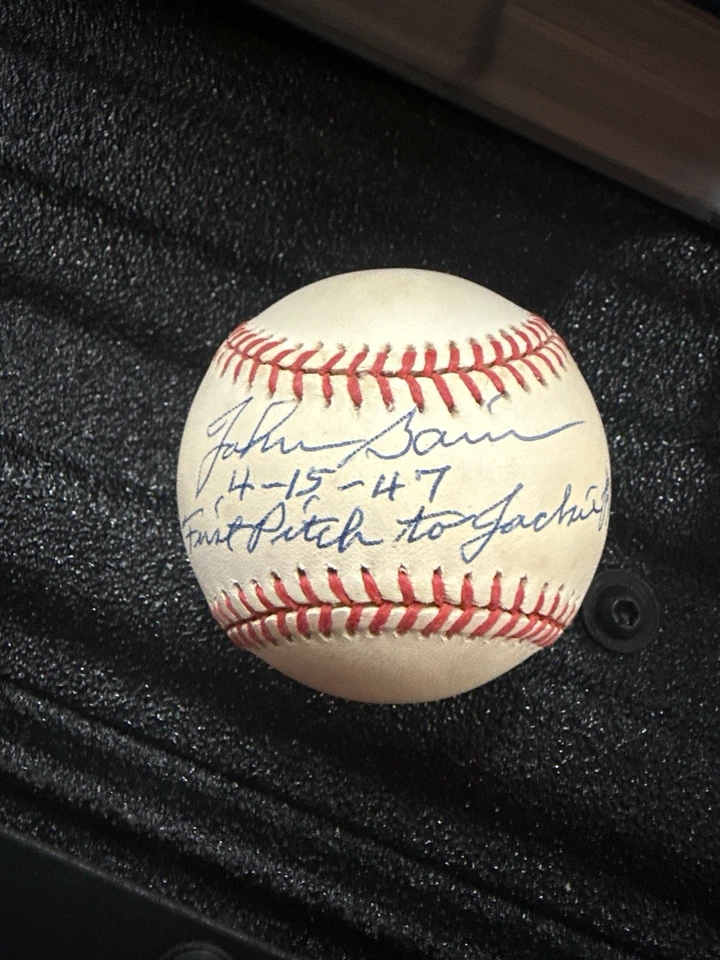 Johnny Sain
4-15-47
First Pitch to Jackie R